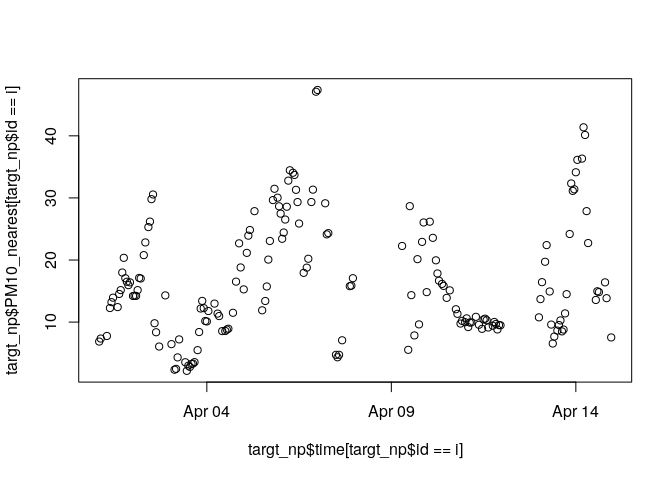 targt_np$PM10_nearest[targt_np$id == i]
40
30
20
10
Apr 04
Apr 09
Apr 14
targt_np$time[targt_np$id == i]